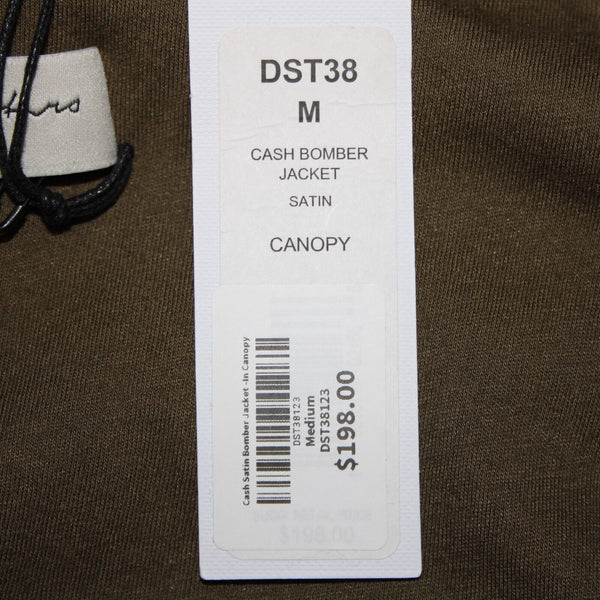 DST38
M
CASH BOMBER
JACKET
SATIN
CANOPY
Cash Satin Bomber Jacket -In Canopy
DST38123
Medium
DST38123
$198.00
$198.00